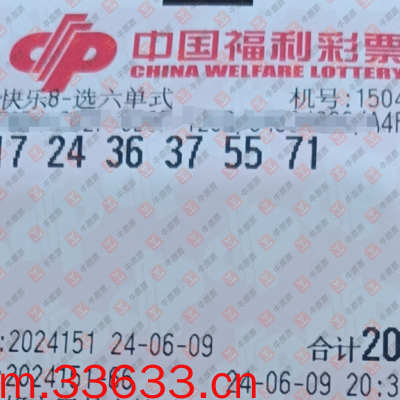 中国福利彩票
CHINA WELFARE LOTTERY
快乐8-选六单式 机号:1504
17 24 36 37 55 71
:2024151 24-06-09 合计20
24-06-09 20:3
m.33633.cn